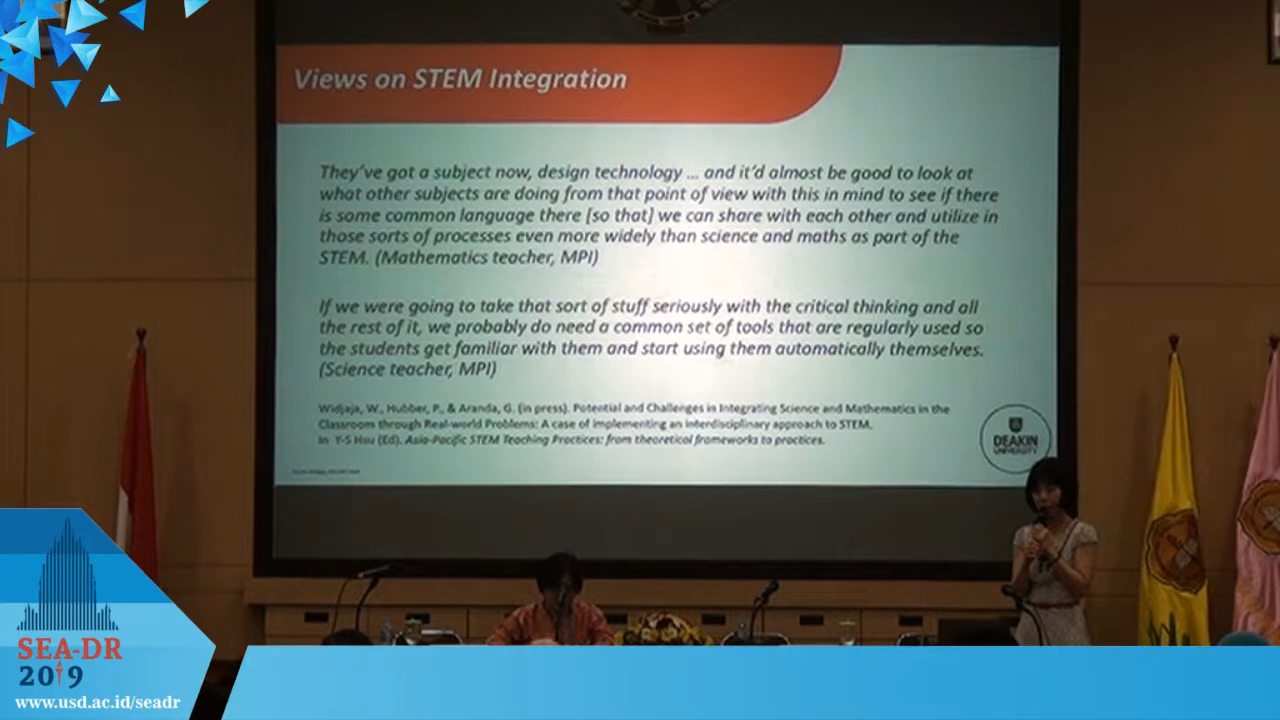 Views on STEM Integration
They've got a subject now, design technology ... and it'd almost be good to look at
what other subjects are doing from that point of view with this in mind to see if there
is some common language there [so that] we can share with each other and utilize in
those sorts of processes even more widely than science and maths as part of the
STEM. (Mathematics teacher, MPI)
If we were going to take that sort of stuff seriously with the critical thinking and all
the rest of it, we probably do need a common set of tools that are regularly used so
the students get familiar with them and start using them automatically themselves.
(Science teacher, MPI)
Widjaja, W., Hubber, P., & Aranda, G. (in press). Potential and Challenges in Integrating Science and Mathematics in the
Classroom through Real-world Problems: A case of implementing an interdisciplinary approach to STEM.
In Y-S Hsu (Ed). Asia-Pacific STEM Teaching Practices: from theoretical frameworks to practices.
DEAKIN
UNIVERSITY
SEA-DR
2019
www.usd.ac.id/seadr